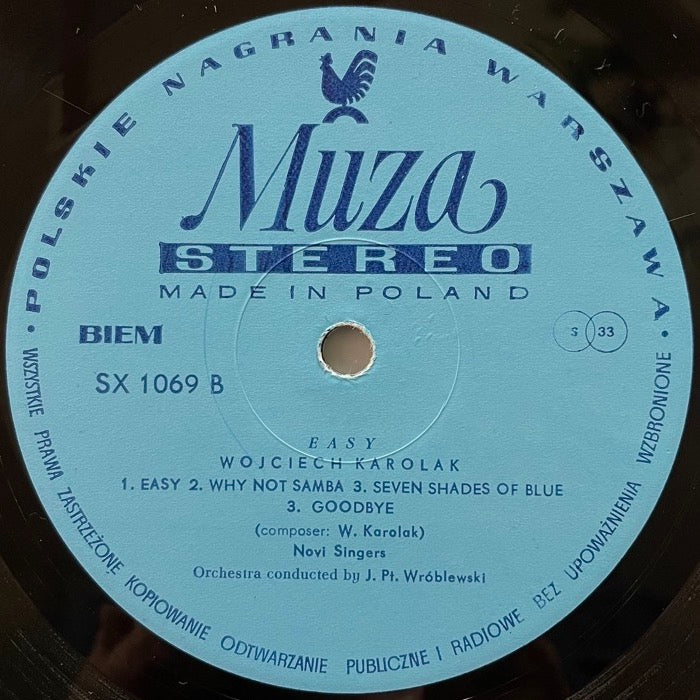 • POLSKIE NAGRANIA WARSZAWA •
Muza
STEREO
MADE IN POLAND
BIEM
S 33
SX 1069 B
EASY
WOJCIECH KAROLAK
1. EASY 2. WHY NOT SAMBA 3. SEVEN SHADES OF BLUE
3. GOODBYE
(composer: W. Karolak)
Novi Singers
Orchestra conducted by J. Pt. Wróblewski
WSZYSTKIE PRAWA ZASTRZEŻONE KOPIOWANIE ODTWARZANIE PUBLICZNE I RADIOWE BEZ UPOWAŻNIENIA WZBRONIONE